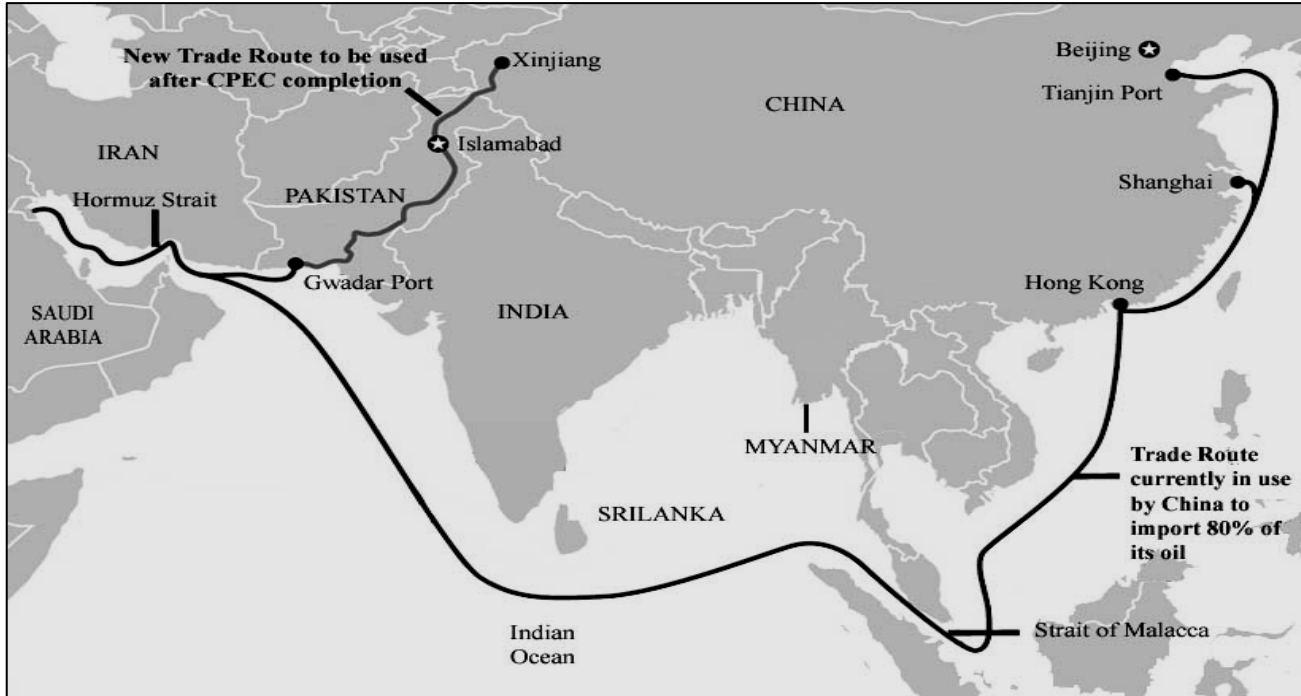 New Trade Route to be used
after CPEC completion
Xinjiang
Beijing
Tianjin Port
CHINA
Islamabad
IRAN
Shanghai
PAKISTAN
Hormuz Strait
Gwadar Port
Hong Kong
SAUDI
ARABIA
INDIA
MYANMAR
Trade Route
currently in use
by China to
import 80% of
its oil
SRILANKA
Strait of Malacca
Indian
Ocean